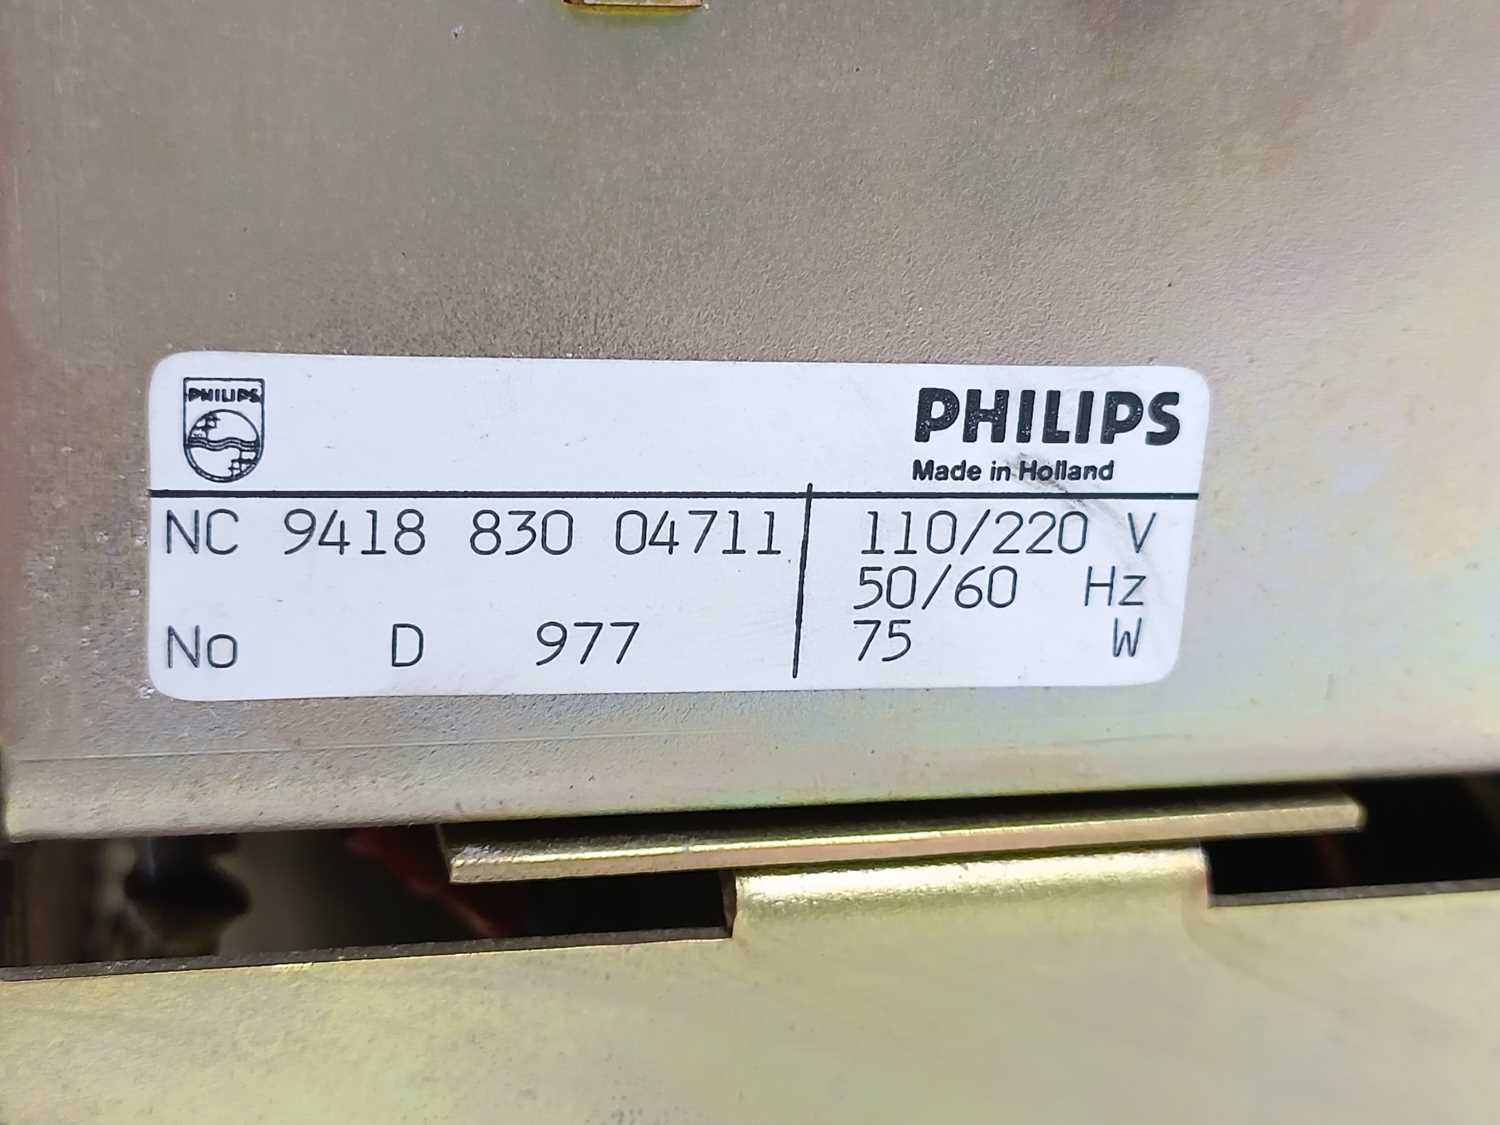 PHILIPS
PHILIPS
Made in Holland
NC 9418 830 04711
110/220 V
50/60 Hz
No D 977
75 W